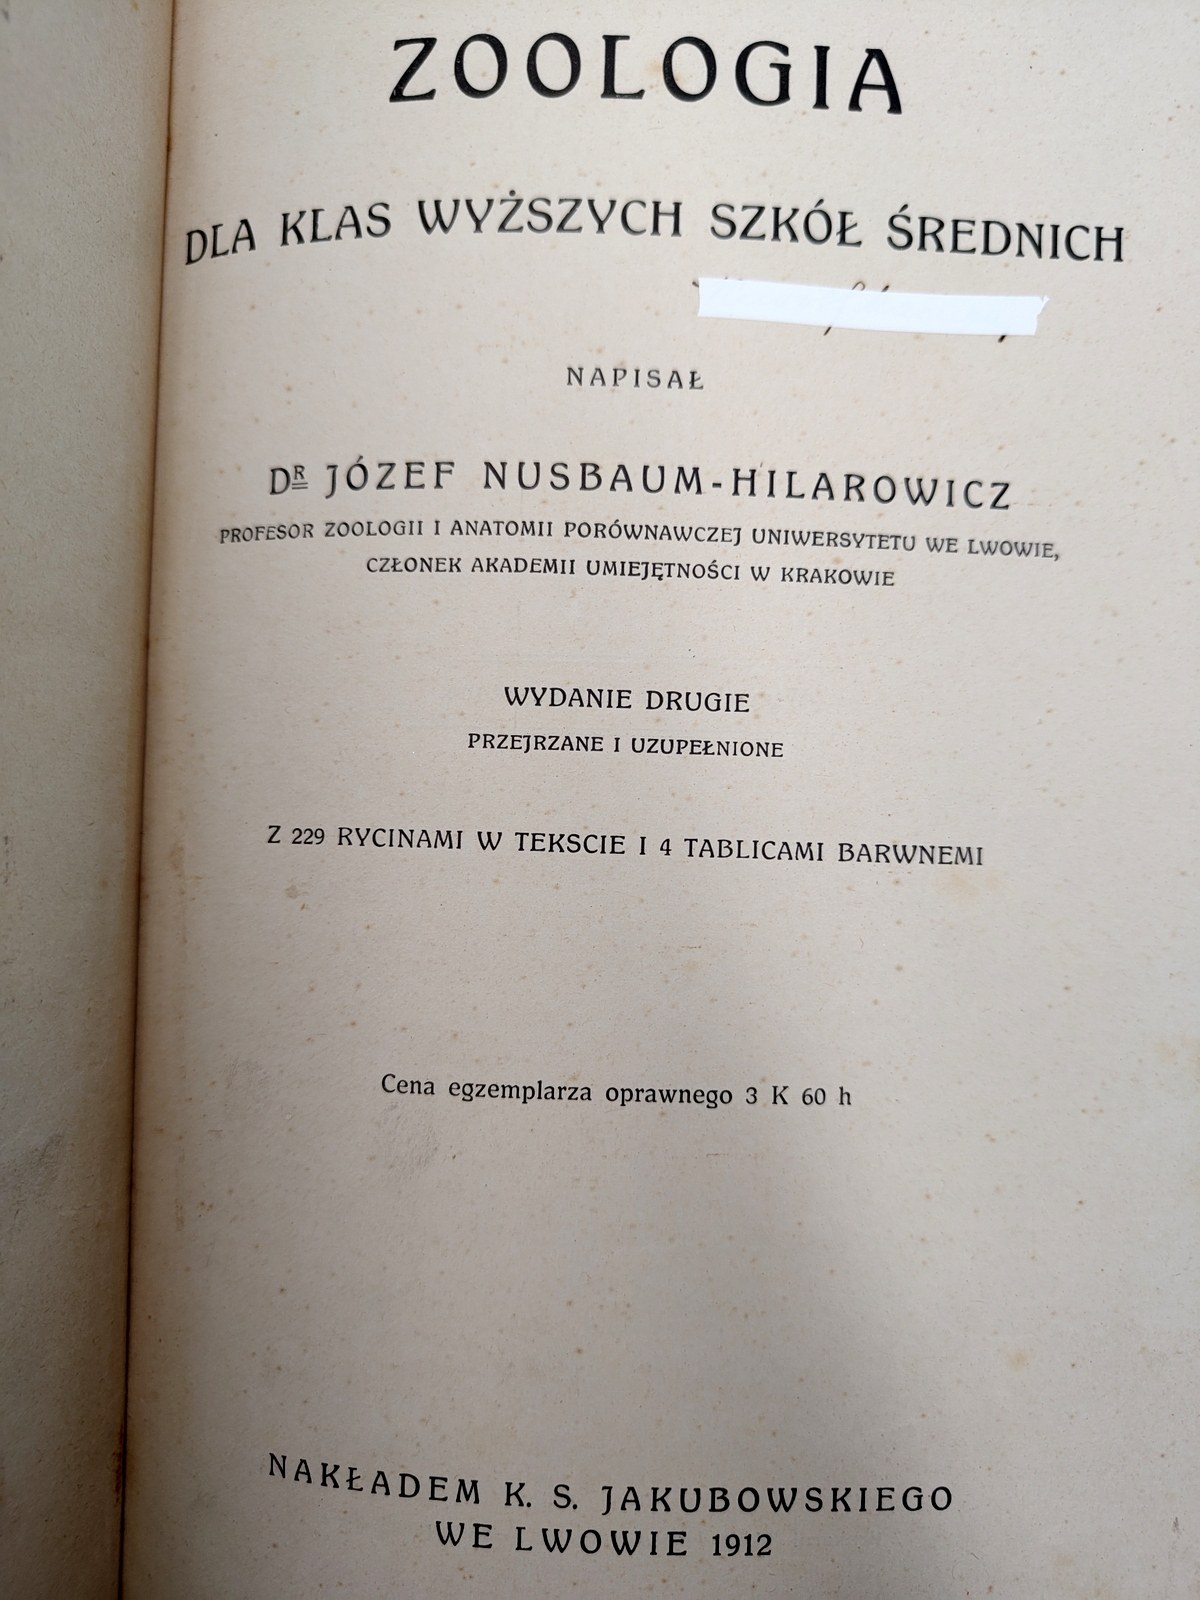 ZOOLOGIA
DLA KLAS WYŻSZYCH SZKÓŁ ŚREDNICH
NAPISAŁ
DR JÓZEF NUSBAUM-HILAROWICZ
PROFESOR ZOOLOGII I ANATOMII PORÓWNAWCZEJ UNIWERSYTETU WE LWOWIE,
CZŁONEK AKADEMII UMIEJĘTNOŚCI W KRAKOWIE
WYDANIE DRUGIE
PRZEJRZANE I UZUPEŁNIONE
Z 229 RYCINAMI W TEKSCIE I 4 TABLICAMI BARWNEMI
Cena egzemplarza oprawnego 3 K 60 h
NAKŁADEM K. S. JAKUBOWSKIEGO
WE LWOWIE 1912